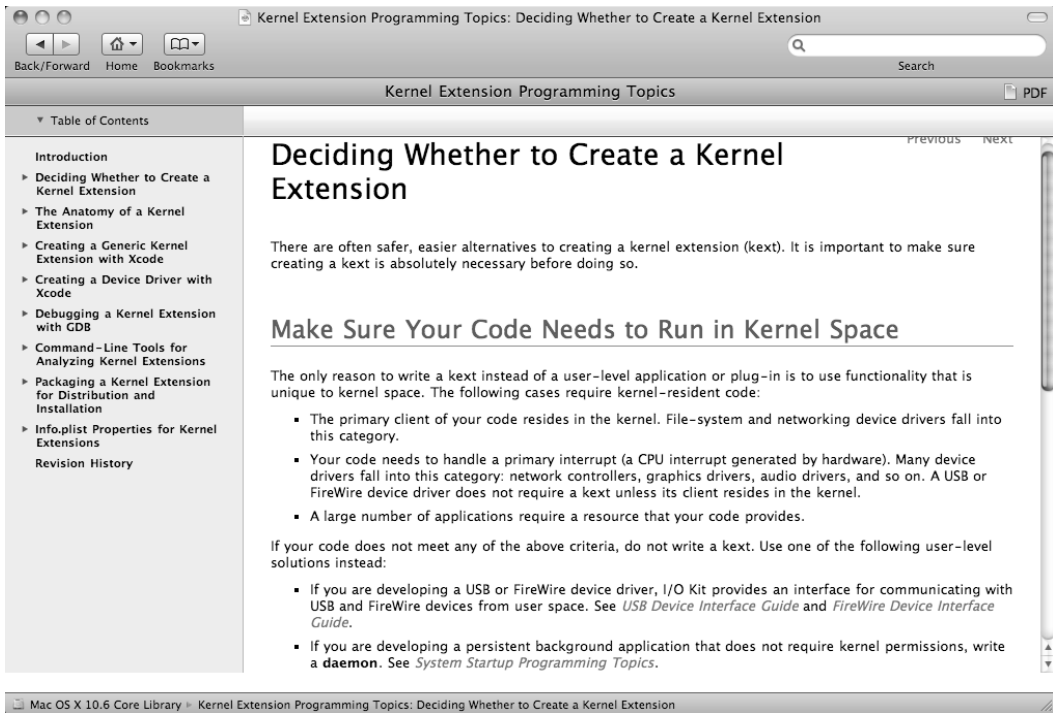 Kernel Extension Programming Topics: Deciding Whether to Create a Kernel Extension
Back/Forward Home Bookmarks
Search
Kernel Extension Programming Topics
PDF
Table of Contents
Introduction
Deciding Whether to Create a
Kernel Extension
The Anatomy of a Kernel
Extension
Creating a Generic Kernel
Extension with Xcode
Creating a Device Driver with
Xcode
Debugging a Kernel Extension
with GDB
Command-Line Tools for
Analyzing Kernel Extensions
Packaging a Kernel Extension
for Distribution and
Installation
Info.plist Properties for Kernel
Extensions
Revision History
Previous Next
Deciding Whether to Create a Kernel
Extension
There are often safer, easier alternatives to creating a kernel extension (kext). It is important to make sure
creating a kext is absolutely necessary before doing so.
Make Sure Your Code Needs to Run in Kernel Space
The only reason to write a kext instead of a user-level application or plug-in is to use functionality that is
unique to kernel space. The following cases require kernel-resident code:
▪ The primary client of your code resides in the kernel. File-system and networking device drivers fall into
this category.
▪ Your code needs to handle a primary interrupt (a CPU interrupt generated by hardware). Many device
drivers fall into this category: network controllers, graphics drivers, audio drivers, and so on. A USB or
FireWire device driver does not require a kext unless its client resides in the kernel.
▪ A large number of applications require a resource that your code provides.
If your code does not meet any of the above criteria, do not write a kext. Use one of the following user-level
solutions instead:
▪ If you are developing a USB or FireWire device driver, I/O Kit provides an interface for communicating with
USB and FireWire devices from user space. See USB Device Interface Guide and FireWire Device Interface
Guide.
▪ If you are developing a persistent background application that does not require kernel permissions, write
a daemon. See System Startup Programming Topics.
Mac OS X 10.6 Core Library ▸ Kernel Extension Programming Topics: Deciding Whether to Create a Kernel Extension